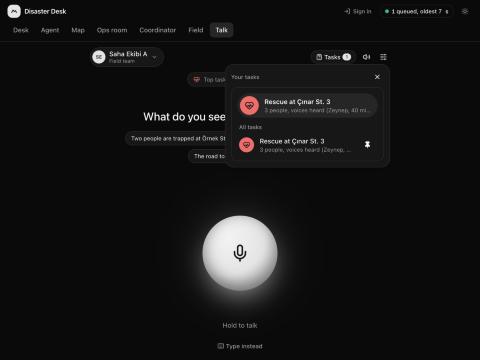 Disaster Desk
Sign in
1 queued, oldest 7
Desk Agent Map Ops room Coordinator Field Talk
SE
Saha Ekibi A
Field team
Tasks 1
Your tasks
Top task
Rescue at Çınar St. 3
3 people, voices heard (Zeynep, 40 m...
What do you see
All tasks
Rescue at Çınar St. 3
3 people, voices heard (Zeynep, ...
Two people are trapped at Örnek St
The road to
Hold to talk
Type instead